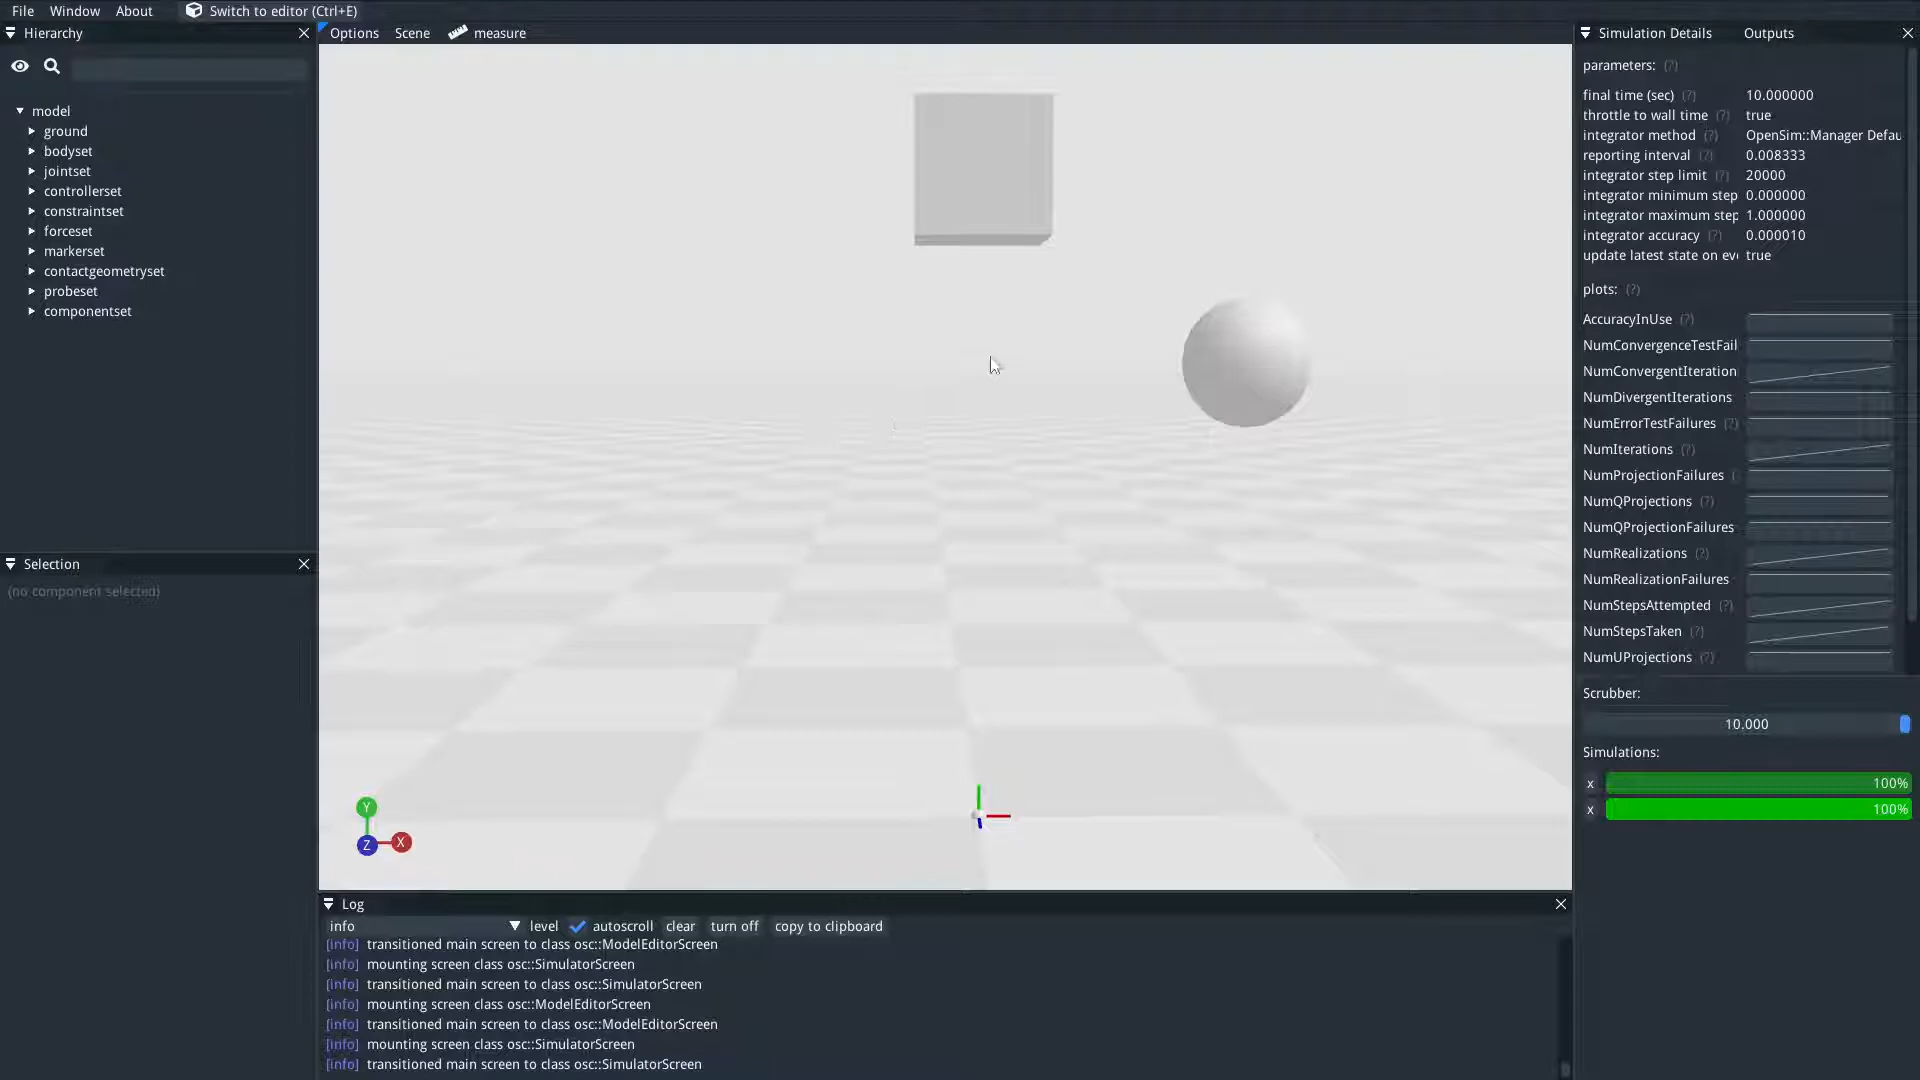 File Window About Switch to editor (Ctrl+E)
Hierarchy
model
ground
bodyset
jointset
controllerset
constraintset
forceset
markerset
contactgeometryset
probeset
componentset
Selection
(no component selected)
Options Scene measure
Y
Z X
Log
info level autoscroll clear turn off copy to clipboard
[info] transitioned main screen to class osc::ModelEditorScreen
[info] mounting screen class osc::SimulatorScreen
[info] transitioned main screen to class osc::SimulatorScreen
[info] mounting screen class osc::ModelEditorScreen
[info] transitioned main screen to class osc::ModelEditorScreen
[info] mounting screen class osc::SimulatorScreen
[info] transitioned main screen to class osc::SimulatorScreen
Simulation Details Outputs
parameters: (?)
final time (sec) (?) 10.000000
throttle to wall time (?) true
integrator method (?) OpenSim::Manager Defau
reporting interval (?) 0.008333
integrator step limit (?) 20000
integrator minimum step 0.000000
integrator maximum step 1.000000
integrator accuracy (?) 0.000010
update latest state on eve true
plots: (?)
AccuracyInUse (?)
NumConvergenceTestFail
NumConvergentIteration
NumDivergentIterations
NumErrorTestFailures (?)
NumIterations (?)
NumProjectionFailures (
NumQProjections (?)
NumQProjectionFailures
NumRealizations (?)
NumRealizationFailures
NumStepsAttempted (?)
NumStepsTaken (?)
NumUProjections (?)
Scrubber:
10.000
Simulations:
x 100%
x 100%